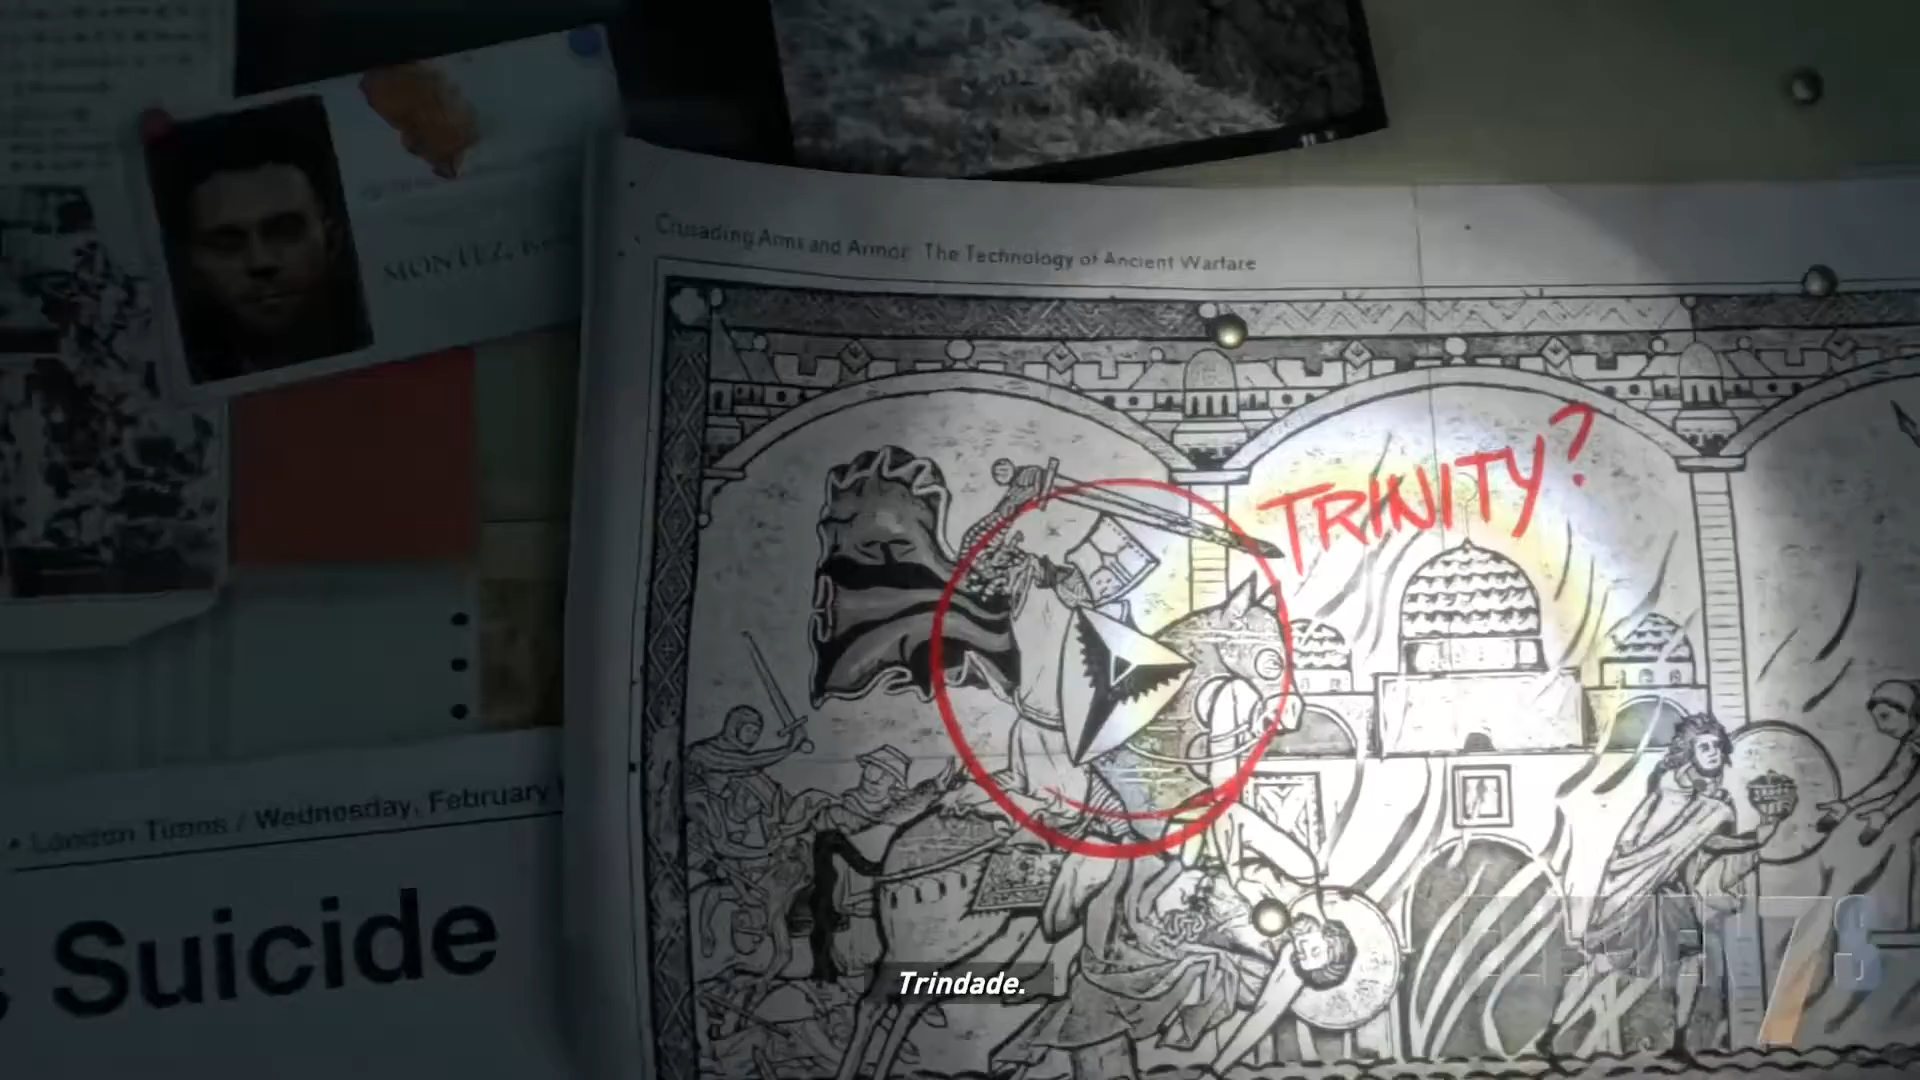 MONTEZ,
Crusading Arms and Armor: The Technology of Ancient Warfare
TRINITY?
London Times / Wednesday, February
Suicide
Trindade.